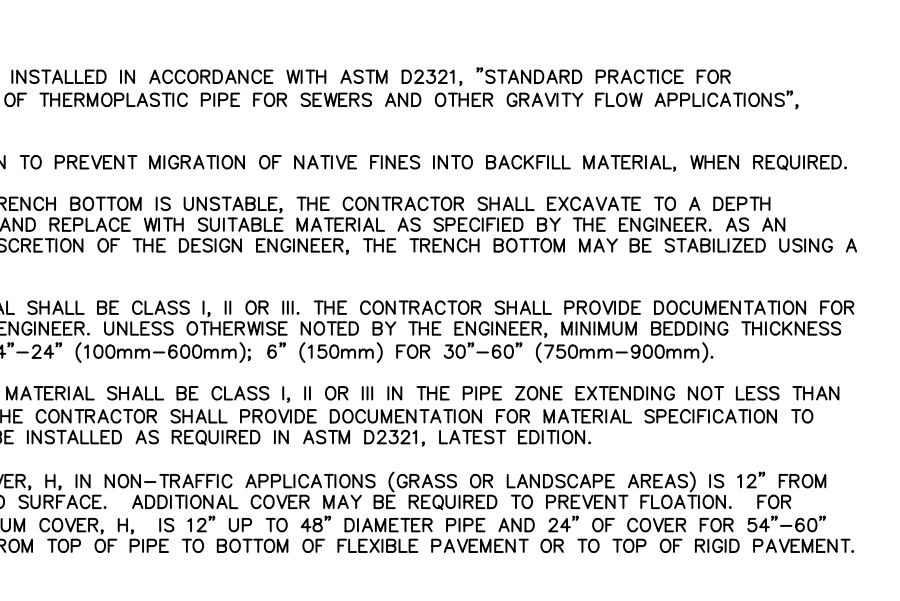 INSTALLED IN ACCORDANCE WITH ASTM D2321, "STANDARD PRACTICE FOR
OF THERMOPLASTIC PIPE FOR SEWERS AND OTHER GRAVITY FLOW APPLICATIONS",
N TO PREVENT MIGRATION OF NATIVE FINES INTO BACKFILL MATERIAL, WHEN REQUIRED.
RENCH BOTTOM IS UNSTABLE, THE CONTRACTOR SHALL EXCAVATE TO A DEPTH
AND REPLACE WITH SUITABLE MATERIAL AS SPECIFIED BY THE ENGINEER. AS AN
SCRETION OF THE DESIGN ENGINEER, THE TRENCH BOTTOM MAY BE STABILIZED USING A
AL SHALL BE CLASS I, II OR III. THE CONTRACTOR SHALL PROVIDE DOCUMENTATION FOR
ENGINEER. UNLESS OTHERWISE NOTED BY THE ENGINEER, MINIMUM BEDDING THICKNESS
4"–24" (100mm–600mm); 6" (150mm) FOR 30"–60" (750mm–900mm).
MATERIAL SHALL BE CLASS I, II OR III IN THE PIPE ZONE EXTENDING NOT LESS THAN
HE CONTRACTOR SHALL PROVIDE DOCUMENTATION FOR MATERIAL SPECIFICATION TO
BE INSTALLED AS REQUIRED IN ASTM D2321, LATEST EDITION.
VER, H, IN NON–TRAFFIC APPLICATIONS (GRASS OR LANDSCAPE AREAS) IS 12" FROM
D SURFACE. ADDITIONAL COVER MAY BE REQUIRED TO PREVENT FLOATION. FOR
UM COVER, H, IS 12" UP TO 48" DIAMETER PIPE AND 24" OF COVER FOR 54"–60"
ROM TOP OF PIPE TO BOTTOM OF FLEXIBLE PAVEMENT OR TO TOP OF RIGID PAVEMENT.